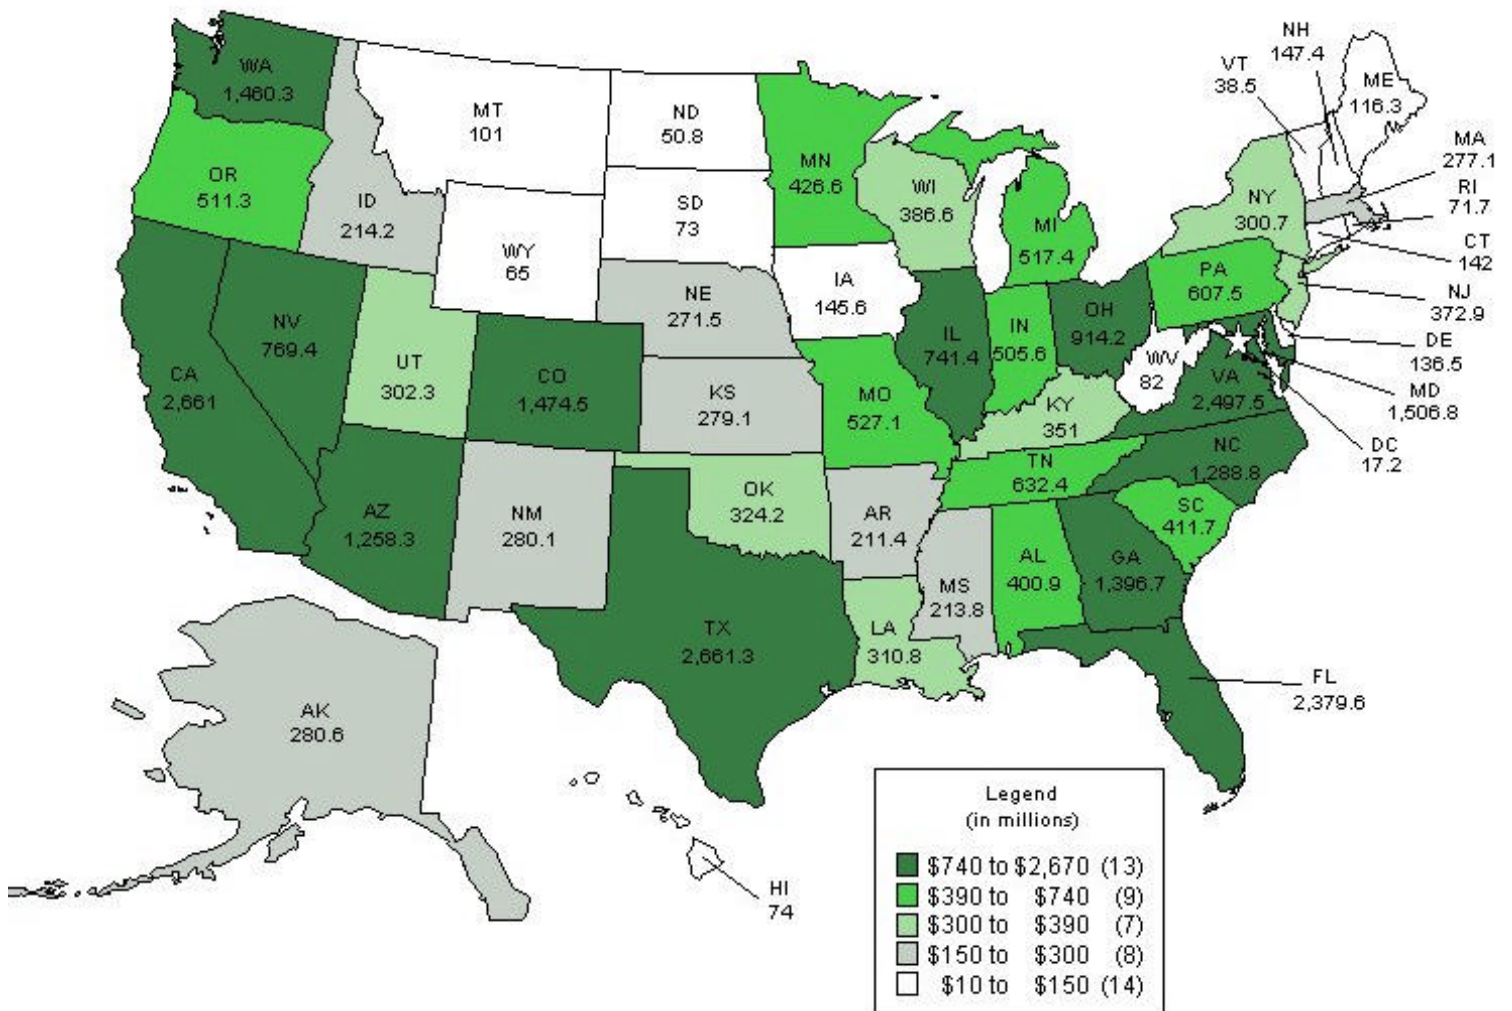 WA
1,460.3
OR
511.3
CA
2,661
NV
769.4
ID
214.2
MT
101
WY
65
UT
302.3
CO
1,474.5
AZ
1,258.3
NM
280.1
ND
50.8
SD
73
NE
271.5
KS
279.1
OK
324.2
TX
2,661.3
MN
426.6
IA
145.6
MO
527.1
AR
211.4
LA
310.8
WI
386.6
IL
741.4
MI
517.4
IN
505.6
OH
914.2
KY
351
TN
632.4
MS
213.8
AL
400.9
GA
1,396.7
FL
2,379.6
SC
411.7
NC
1,288.8
VA
2,497.5
WV
82
PA
607.5
NY
300.7
VT
38.5
NH
147.4
ME
116.3
MA
277.1
RI
71.7
CT
142
NJ
372.9
DE
136.5
MD
1,506.8
DC
17.2
AK
280.6
HI
74
Legend
(in millions)
$740 to $2,670 (13)
$390 to $740 (9)
$300 to $390 (7)
$150 to $300 (8)
$10 to $150 (14)